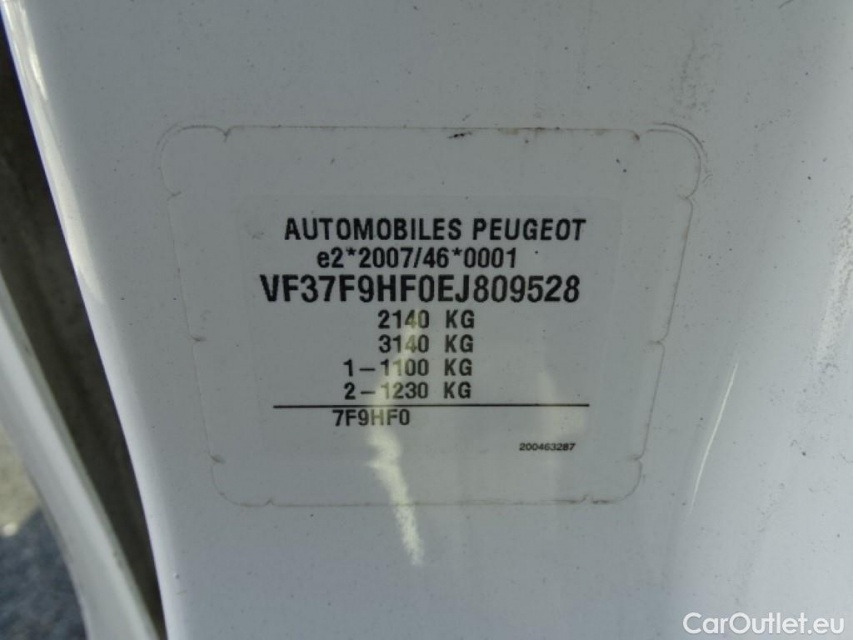 AUTOMOBILES PEUGEOT
e2*2007/46*0001
VF37F9HF0EJ809528
2140 KG
3140 KG
1-1100 KG
2-1230 KG
7F9HF0
200463287
CarOutlet.eu